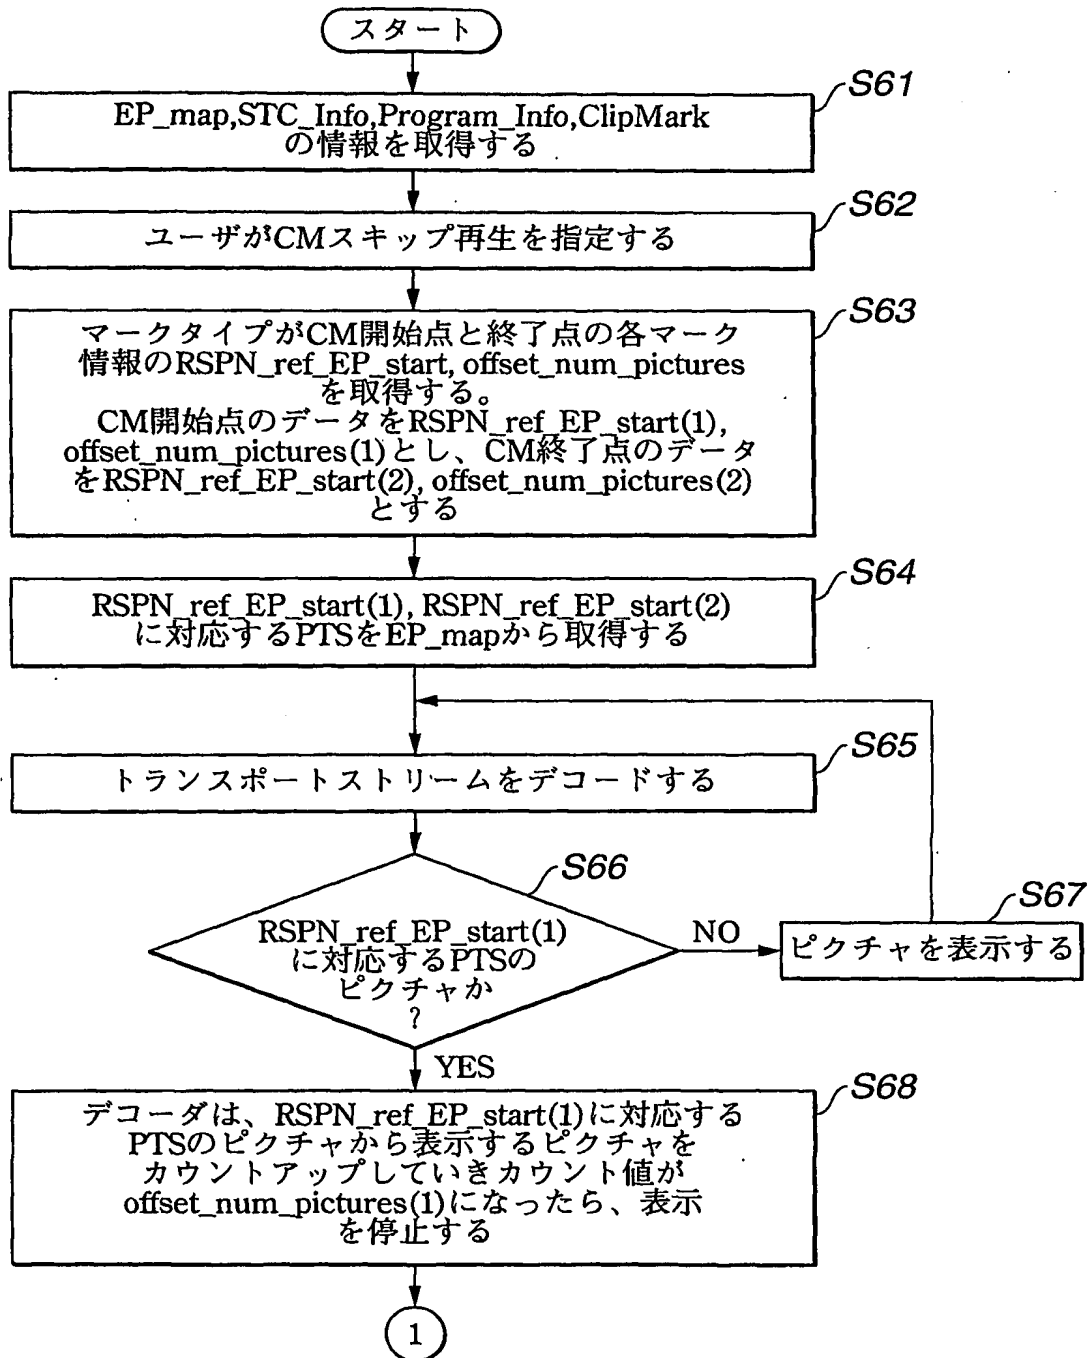 スタート
S61
EP_map,STC_Info,Program_Info,ClipMark
の情報を取得する
S62
ユーザがCMスキップ再生を指定する
S63
マークタイプがCM開始点と終了点の各マーク
情報のRSPN_ref_EP_start, offset_num_pictures
を取得する。
CM開始点のデータをRSPN_ref_EP_start(1),
offset_num_pictures(1)とし、CM終了点のデータ
をRSPN_ref_EP_start(2), offset_num_pictures(2)
とする
S64
RSPN_ref_EP_start(1), RSPN_ref_EP_start(2)
に対応するPTSをEP_mapから取得する
S65
トランスポートストリームをデコードする
S66
RSPN_ref_EP_start(1)
に対応するPTSの
ピクチャか
?
NO
S67
ピクチャを表示する
YES
S68
デコーダは、RSPN_ref_EP_start(1)に対応する
PTSのピクチャから表示するピクチャを
カウントアップしていきカウント値が
offset_num_pictures(1)になったら、表示
を停止する
1